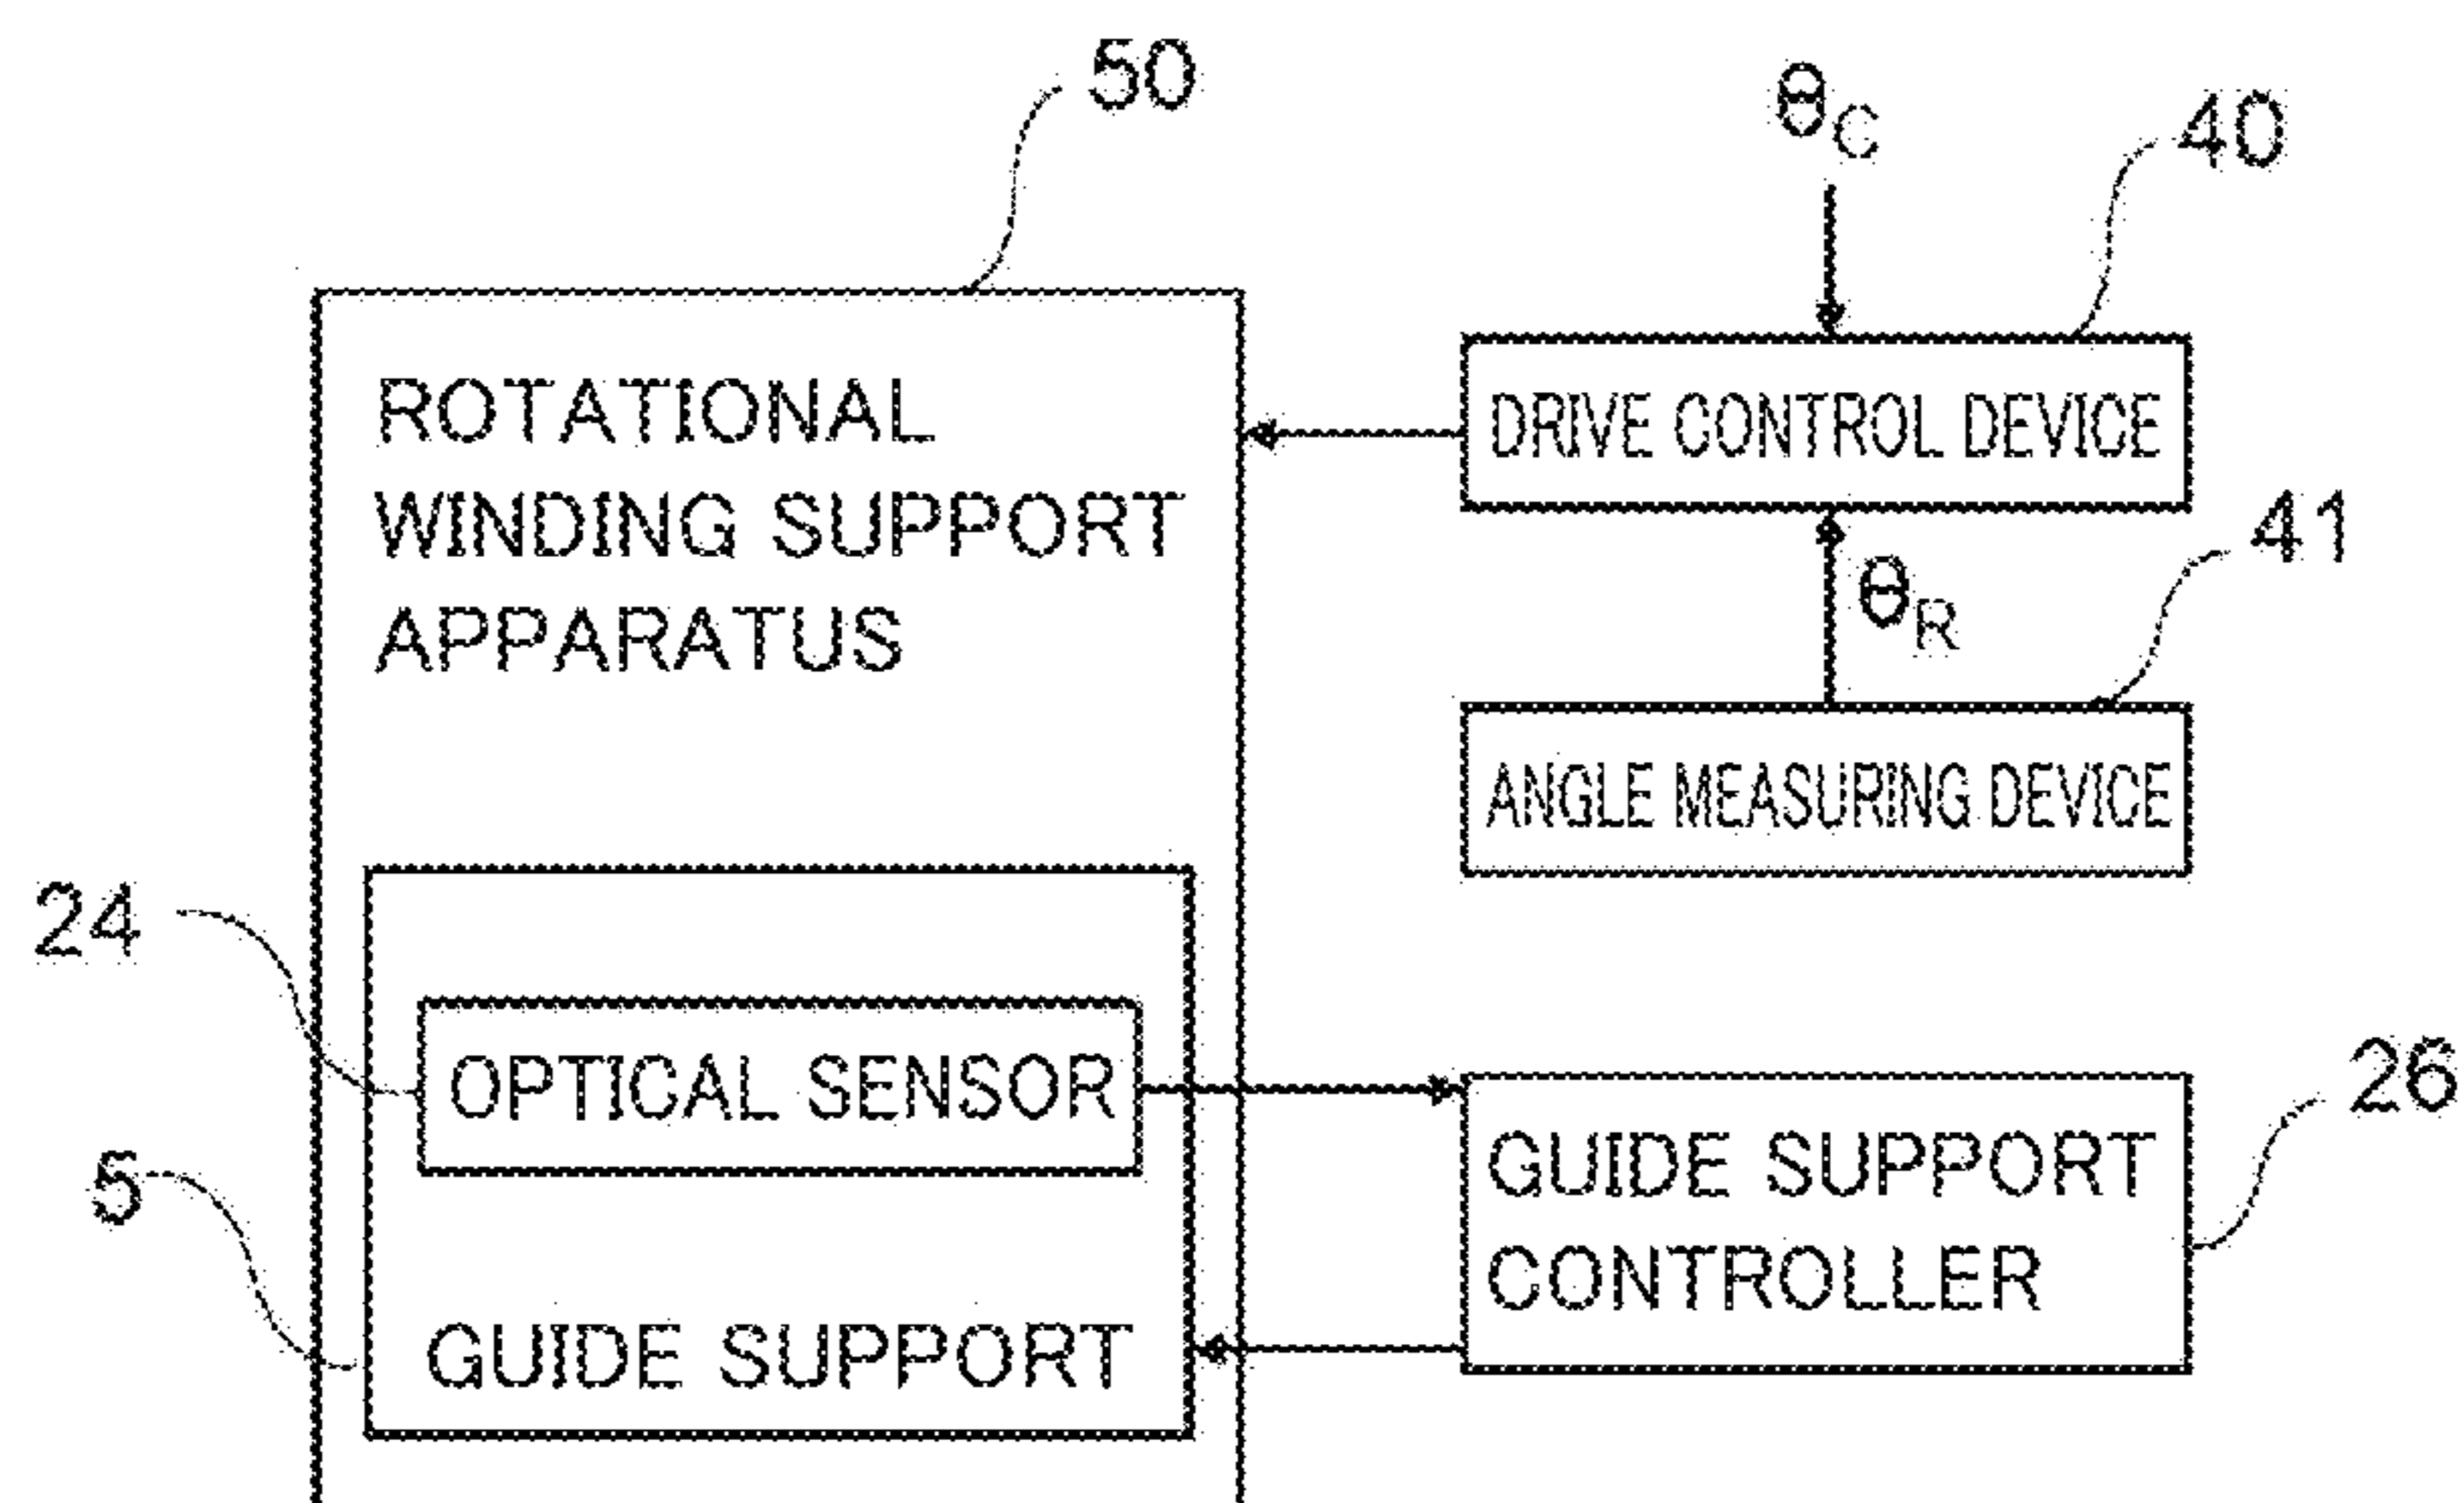 50
θC
40
ROTATIONAL
WINDING SUPPORT
APPARATUS
DRIVE CONTROL DEVICE
41
θR
ANGLE MEASURING DEVICE
24
OPTICAL SENSOR
26
GUIDE SUPPORT
CONTROLLER
5
GUIDE SUPPORT